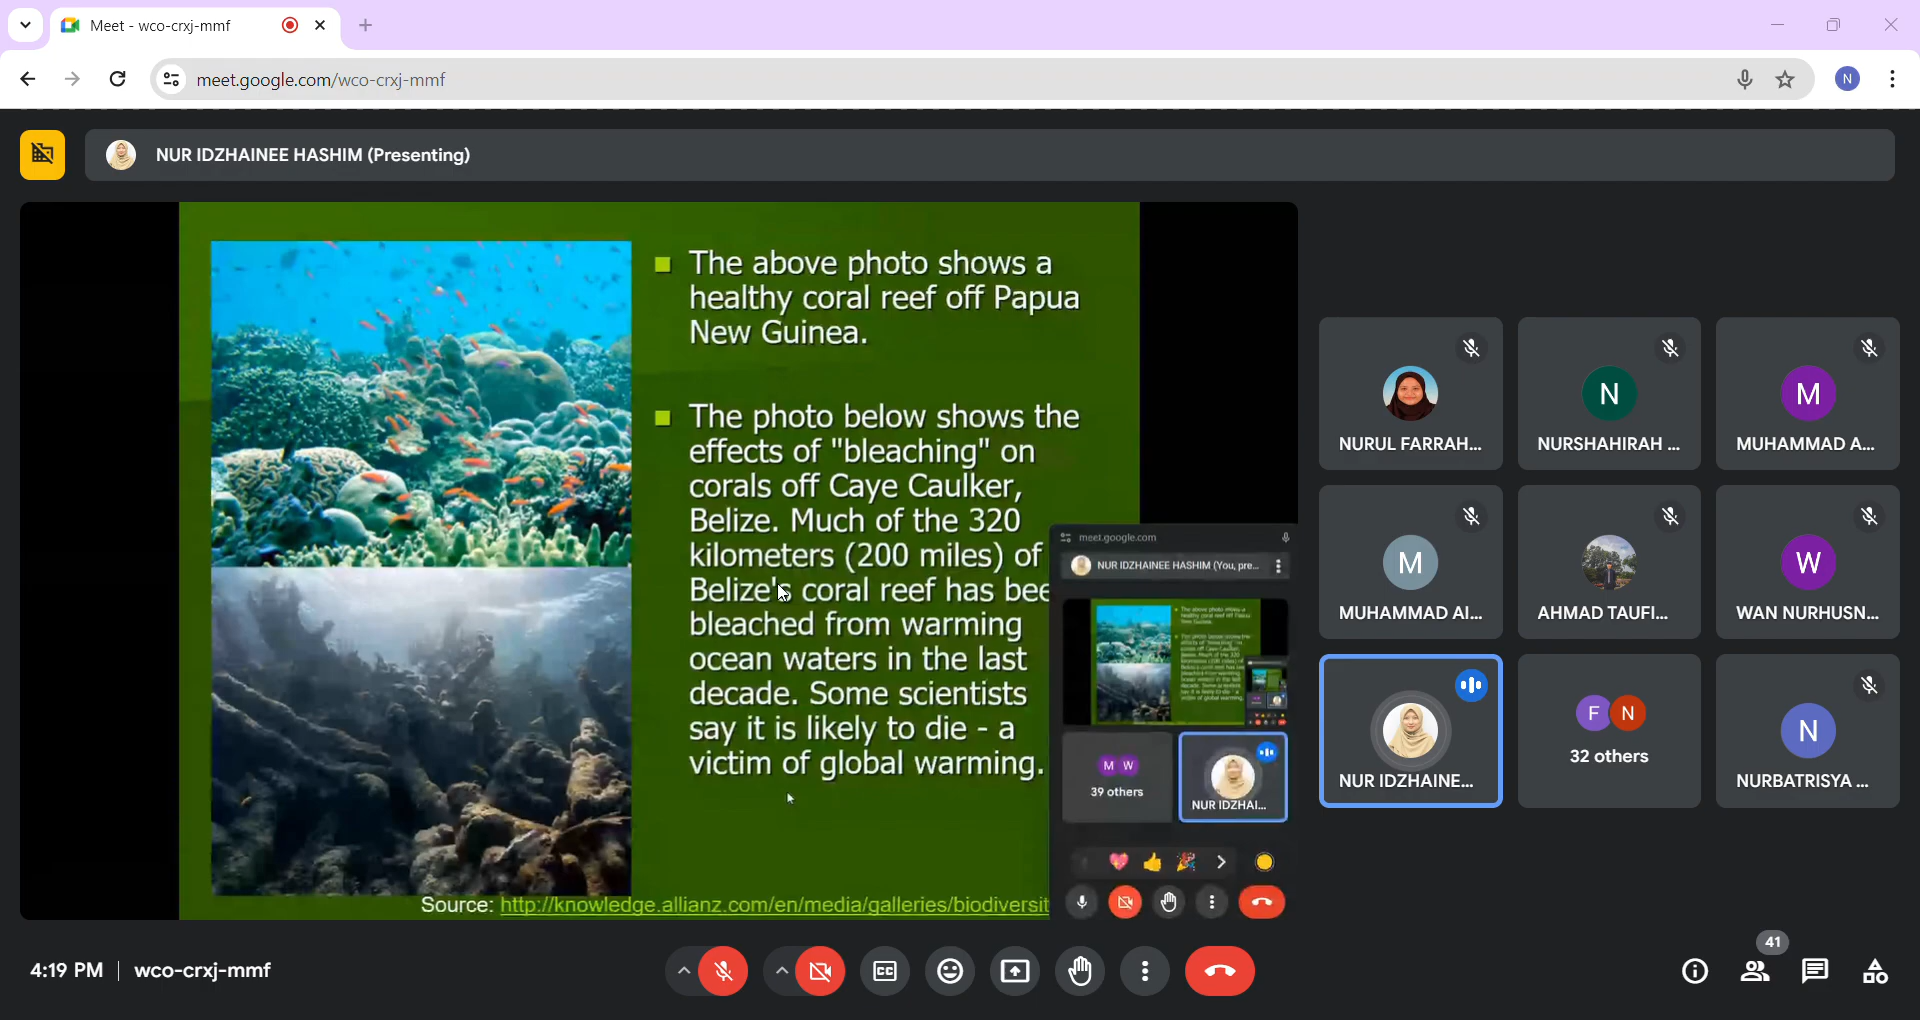 Meet - wco-crxj-mmf
meet.google.com/wco-crxj-mmf
N
NUR IDZHAINEE HASHIM (Presenting)
The above photo shows a
healthy coral reef off Papua
New Guinea.
The photo below shows the
effects of "bleaching" on
corals off Caye Caulker,
Belize. Much of the 320
kilometers (200 miles) of
Belize's coral reef has bee
bleached from warming
ocean waters in the last
decade. Some scientists
say it is likely to die - a
victim of global warming.
Source: http://knowledge.allianz.com/en/media/galleries/biodiversit
meet.google.com
NUR IDZHAINEE HASHIM (You, pre...
M W
39 others
NUR IDZHAI...
NURUL FARRAH...
N
NURSHAHIRAH ...
M
MUHAMMAD A...
M
MUHAMMAD AI...
AHMAD TAUFI...
W
WAN NURHUSN...
NUR IDZHAINE...
F N
32 others
N
NURBATRISYA ...
4:19 PM | wco-crxj-mmf
CC
41